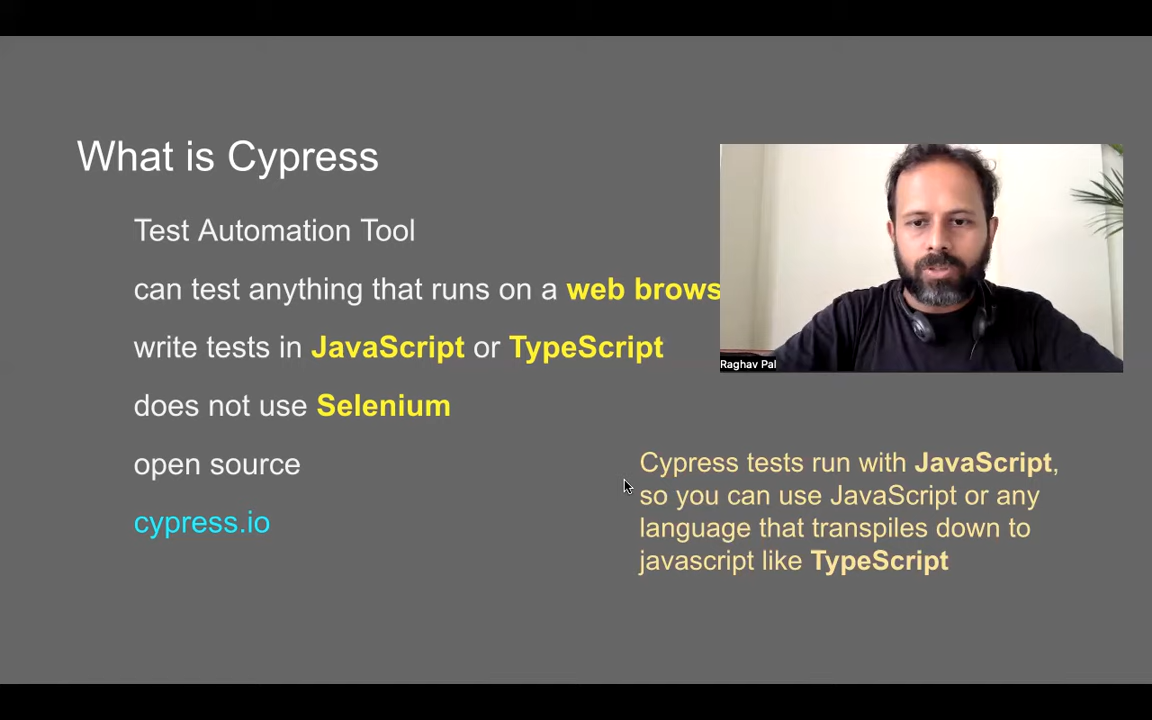 What is Cypress
Test Automation Tool
can test anything that runs on a web brows
write tests in JavaScript or TypeScript
does not use Selenium
open source
cypress.io
Raghav Pal
Cypress tests run with JavaScript,
so you can use JavaScript or any
language that transpiles down to
javascript like TypeScript